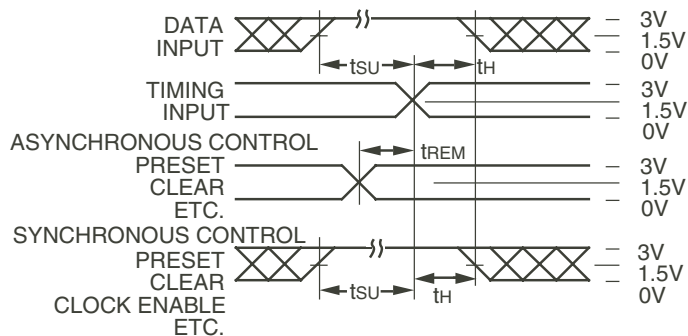 DATA
INPUT
tSU
tH
3V
1.5V
0V
TIMING
INPUT
3V
1.5V
0V
ASYNCHRONOUS CONTROL
PRESET
CLEAR
ETC.
tREM
3V
1.5V
0V
SYNCHRONOUS CONTROL
PRESET
CLEAR
CLOCK ENABLE
ETC.
tSU
tH
3V
1.5V
0V